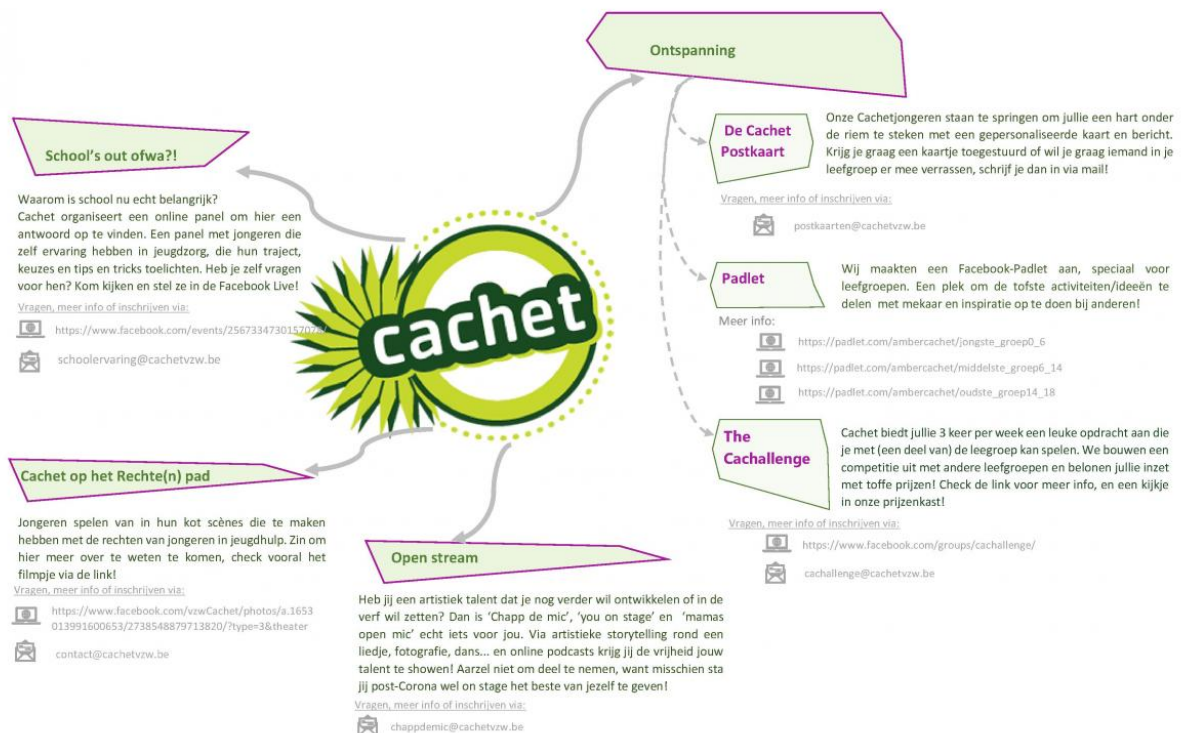 Ontspanning
School's out ofwa?!
Waarom is school nu echt belangrijk?
Cachet organiseert een online panel om hier een
antwoord op te vinden. Een panel met jongeren die
zelf ervaring hebben in jeugdzorg, die hun traject,
keuzes en tips en tricks toelichten. Heb je zelf vragen
voor hen? Kom kijken en stel ze in de Facebook Live!
Vragen, meer info of inschrijven via:
https://www.facebook.com/events/2567334730157078/
schoolervaring@cachetvzw.be
cachet
De Cachet
Postkaart
Onze Cachetjongeren staan te springen om jullie een hart onder
de riem te steken met een gepersonaliseerde kaart en bericht.
Krijg je graag een kaartje toegestuurd of wil je graag iemand in je
leefgroep er mee verrassen, schrijf je dan in via mail!
Vragen, meer info of inschrijven via:
postkaarten@cachetvzw.be
Padlet
Wij maakten een Facebook-Padlet aan, speciaal voor
leefgroepen. Een plek om de tofste activiteiten/ideeën te
delen met mekaar en inspiratie op te doen bij anderen!
Meer info:
https://padlet.com/ambercachet/jongste_groep0_6
https://padlet.com/ambercachet/middelste_groep6_14
https://padlet.com/ambercachet/oudste_groep14_18
The
Cachallenge
Cachet biedt jullie 3 keer per week een leuke opdracht aan die
je met (een deel van) de leegroep kan spelen. We bouwen een
competitie uit met andere leefgroepen en belonen jullie inzet
met toffe prijzen! Check de link voor meer info, en een kijkje
in onze prijzenkast!
Vragen, meer info of inschrijven via:
https://www.facebook.com/groups/cachallenge/
cachallenge@cachetvzw.be
Cachet op het Rechte(n) pad
Jongeren spelen van in hun kot scènes die te maken
hebben met de rechten van jongeren in jeugdhulp. Zin om
hier meer over te weten te komen, check vooral het
filmpje via de link!
Vragen, meer info of inschrijven via:
https://www.facebook.com/vzwCachet/photos/a.1653
013991600653/2738548879713820/?type=3&theater
contact@cachetvzw.be
Open stream
Heb jij een artistiek talent dat je nog verder wil ontwikkelen of in de
verf wil zetten? Dan is 'Chapp de mic', 'you on stage' en 'mamas
open mic' echt iets voor jou. Via artistieke storytelling rond een
liedje, fotografie, dans... en online podcasts krijg jij de vrijheid jouw
talent te showen! Aarzel niet om deel te nemen, want misschien sta
jij post-Corona wel on stage het beste van jezelf te geven!
Vragen, meer info of inschrijven via:
chappdemic@cachetvzw.be